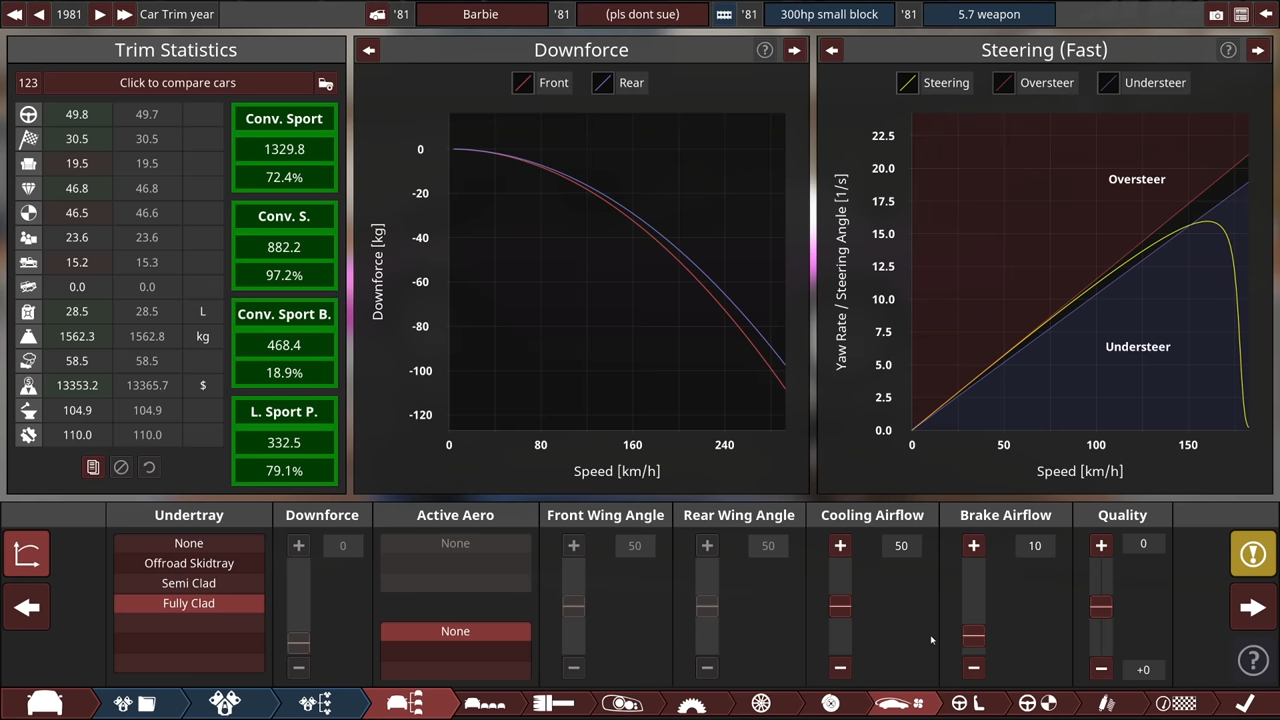 1981
Car Trim year
'81
Barbie
'81
(pls dont sue)
'81
300hp small block
'81
5.7 weapon
Trim Statistics
123
Click to compare cars
49.8 49.7
30.5 30.5
19.5 19.5
46.8 46.8
46.5 46.6
23.6 23.6
15.2 15.3
0.0 0.0
28.5 28.5 L
1562.3 1562.8 kg
58.5 58.5
13353.2 13365.7 $
104.9 104.9
110.0 110.0
Conv. Sport
1329.8
72.4%
Conv. S.
882.2
97.2%
Conv. Sport B.
468.4
18.9%
L. Sport P.
332.5
79.1%
Downforce
?
Front
Rear
0
-20
-40
-60
-80
-100
-120
Downforce [kg]
0 80 160 240
Speed [km/h]
Steering (Fast)
?
Steering
Oversteer
Understeer
22.5
20.0
17.5
15.0
12.5
10.0
7.5
5.0
2.5
0.0
Yaw Rate / Steering Angle [1/s]
Oversteer
Understeer
0 50 100 150
Speed [km/h]
Undertray
None
Offroad Skidtray
Semi Clad
Fully Clad
Downforce
0
Active Aero
None
None
Front Wing Angle
50
Rear Wing Angle
50
Cooling Airflow
50
Brake Airflow
10
Quality
0
+0
?